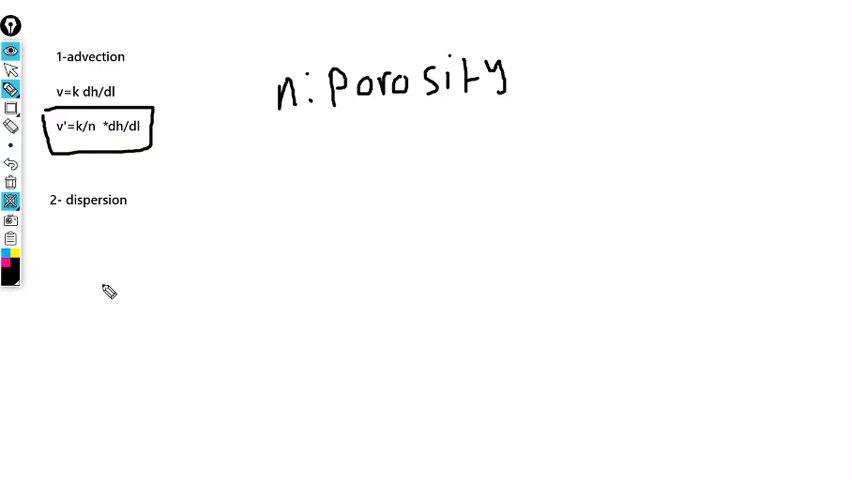 1-advection
n: Porosity
v=k dh/dl
v'=k/n *dh/dl
2- dispersion